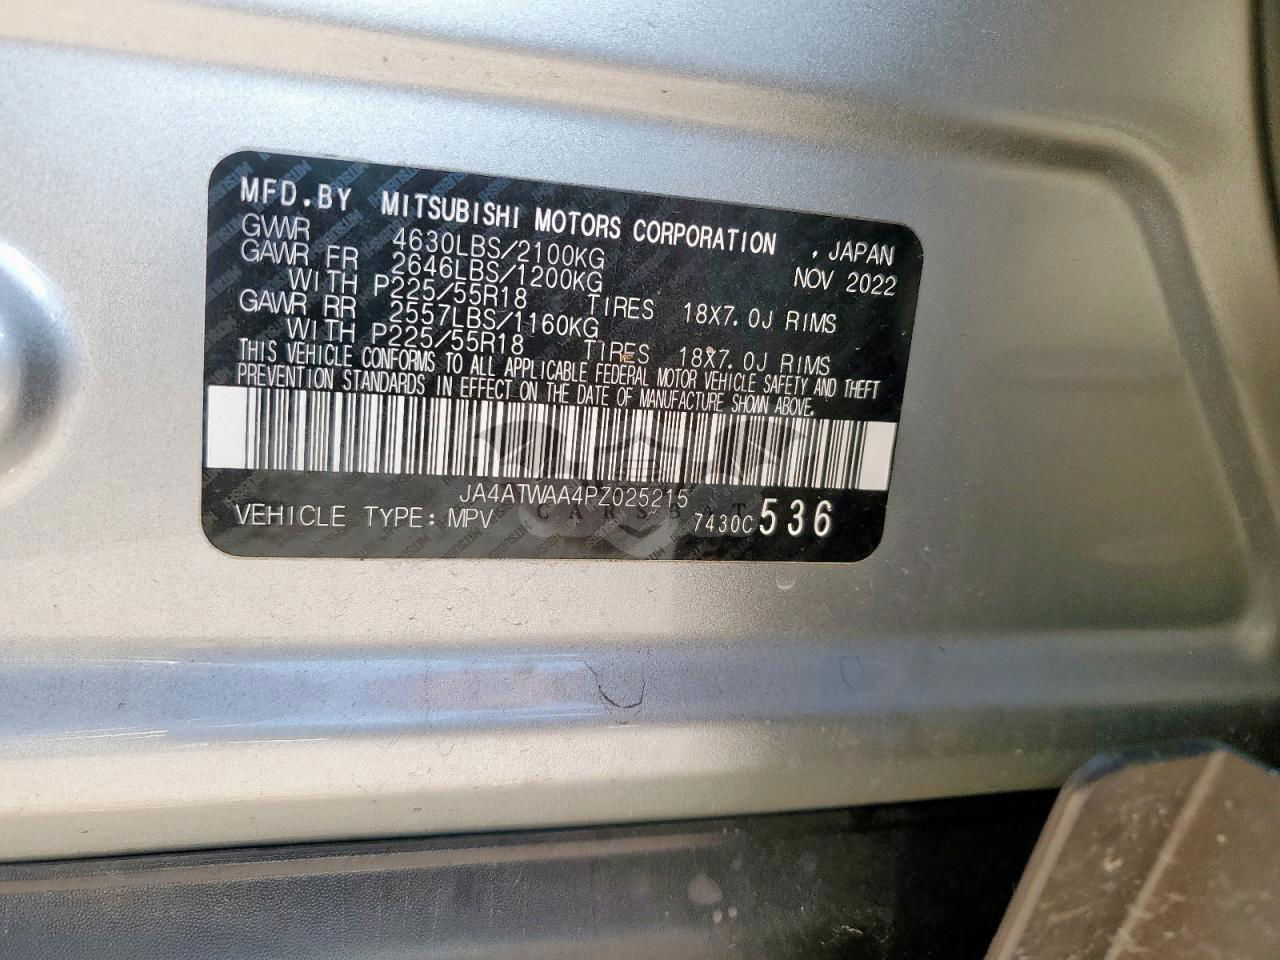 MFD.BY MITSUBISHI MOTORS CORPORATION , JAPAN
GVWR 4630LBS/2100KG NOV 2022
GAWR FR 2646LBS/1200KG
WITH P225/55R18 TIRES 18X7.0J RIMS
GAWR RR 2557LBS/1160KG
WITH P225/55R18 TIRES 18X7.0J RIMS
THIS VEHICLE CONFORMS TO ALL APPLICABLE FEDERAL MOTOR VEHICLE SAFETY AND THEFT
PREVENTION STANDARDS IN EFFECT ON THE DATE OF MANUFACTURE SHOWN ABOVE.
JA4ATWAA4PZ025215
VEHICLE TYPE: MPV 7430C 536